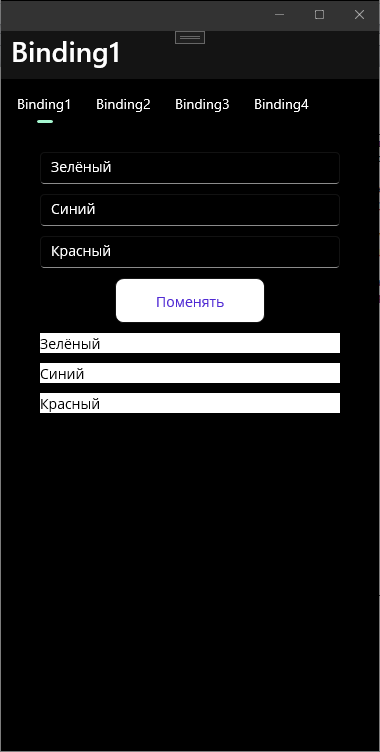 Binding1
Binding1 Binding2 Binding3 Binding4
Зелёный
Синий
Красный
Поменять
Зелёный
Синий
Красный